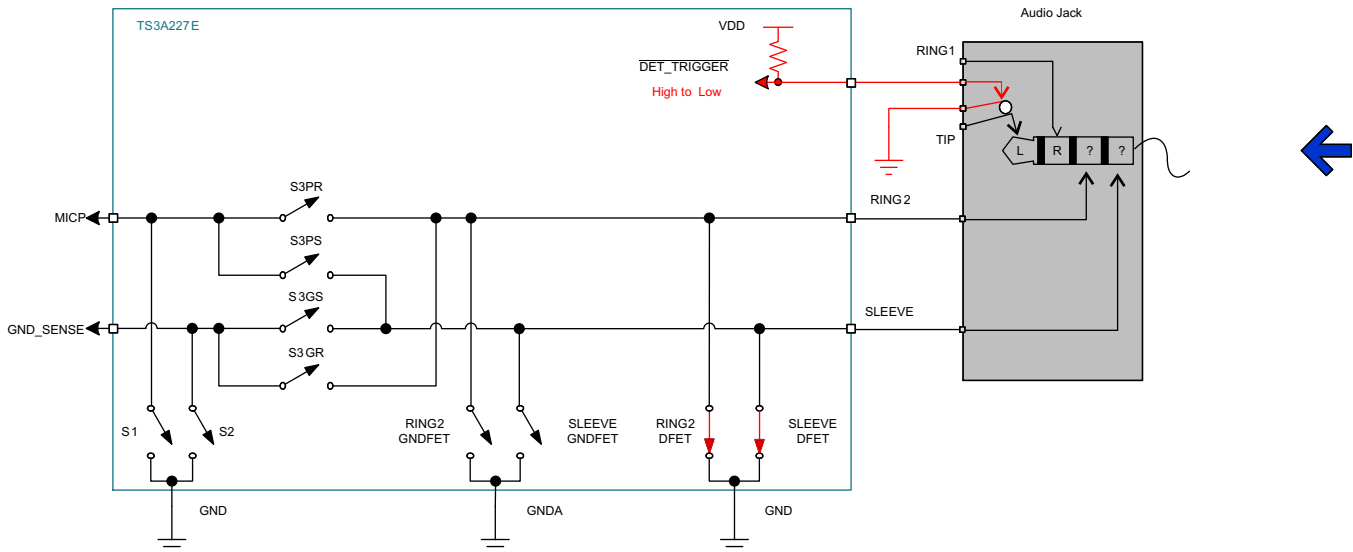 Audio Jack
TS3A227E
VDD
RING1
DET_TRIGGER
High to Low
TIP
L
R
?
?
S3PR
RING2
MICP
S3PS
S3GS
SLEEVE
GND_SENSE
S3GR
S1
S2
RING2
GNDFET
SLEEVE
GNDFET
RING2
DFET
SLEEVE
DFET
GND
GNDA
GND